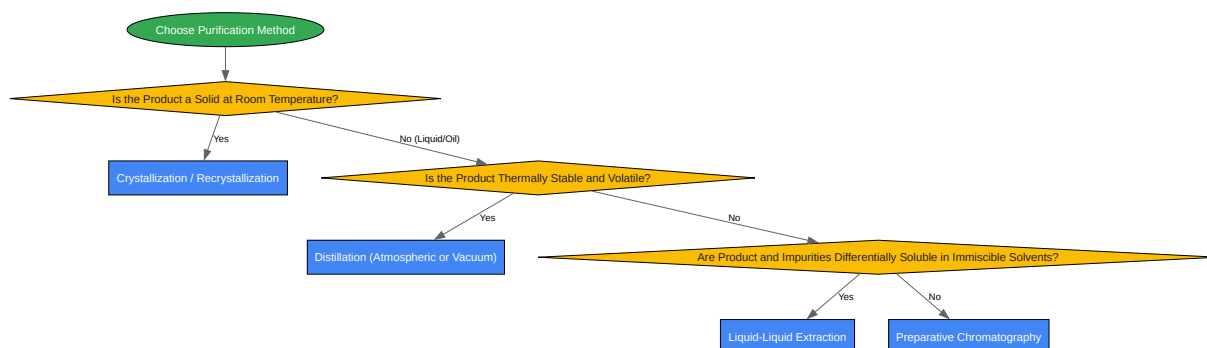 Choose Purification Method
Is the Product a Solid at Room Temperature?
Yes
No (Liquid/Oil)
Crystallization / Recrystallization
Is the Product Thermally Stable and Volatile?
Yes
No
Distillation (Atmospheric or Vacuum)
Are Product and Impurities Differentially Soluble in Immiscible Solvents?
Yes
No
Liquid-Liquid Extraction
Preparative Chromatography